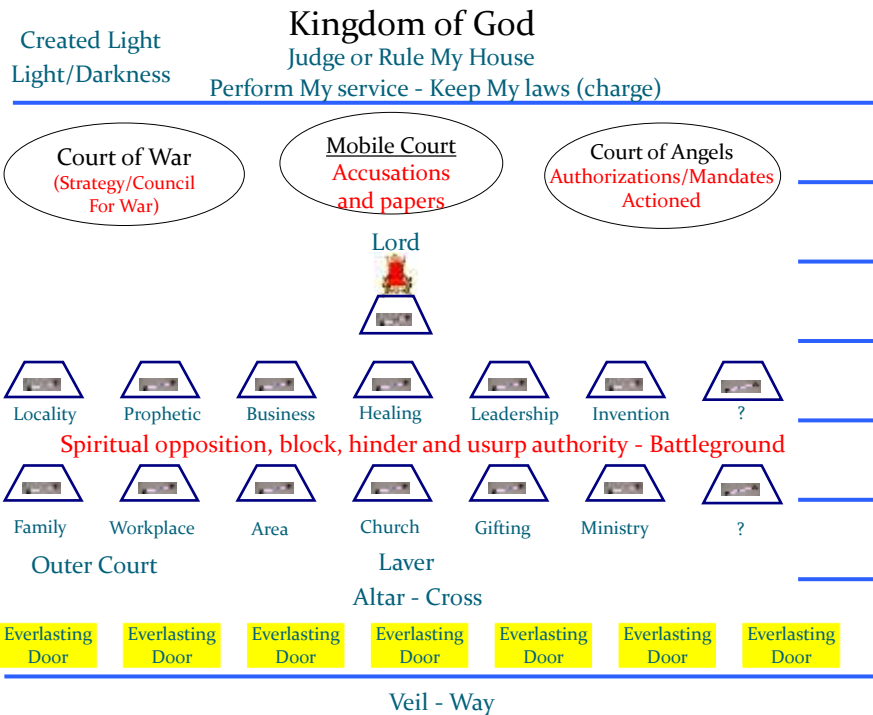 Kingdom of God
Created Light
Light/Darkness
Judge or Rule My House
Perform My service - Keep My laws (charge)
Court of War
(Strategy/Council
For War)
Mobile Court
Accusations
and papers
Court of Angels
Authorizations/Mandates
Actioned
Lord
Locality Prophetic Business Healing Leadership Invention ?
Spiritual opposition, block, hinder and usurp authority - Battleground
Family Workplace Area Church Gifting Ministry ?
Outer Court Laver
Altar - Cross
Everlasting Everlasting Everlasting Everlasting Everlasting Everlasting Everlasting
Door Door Door Door Door Door Door
Veil - Way